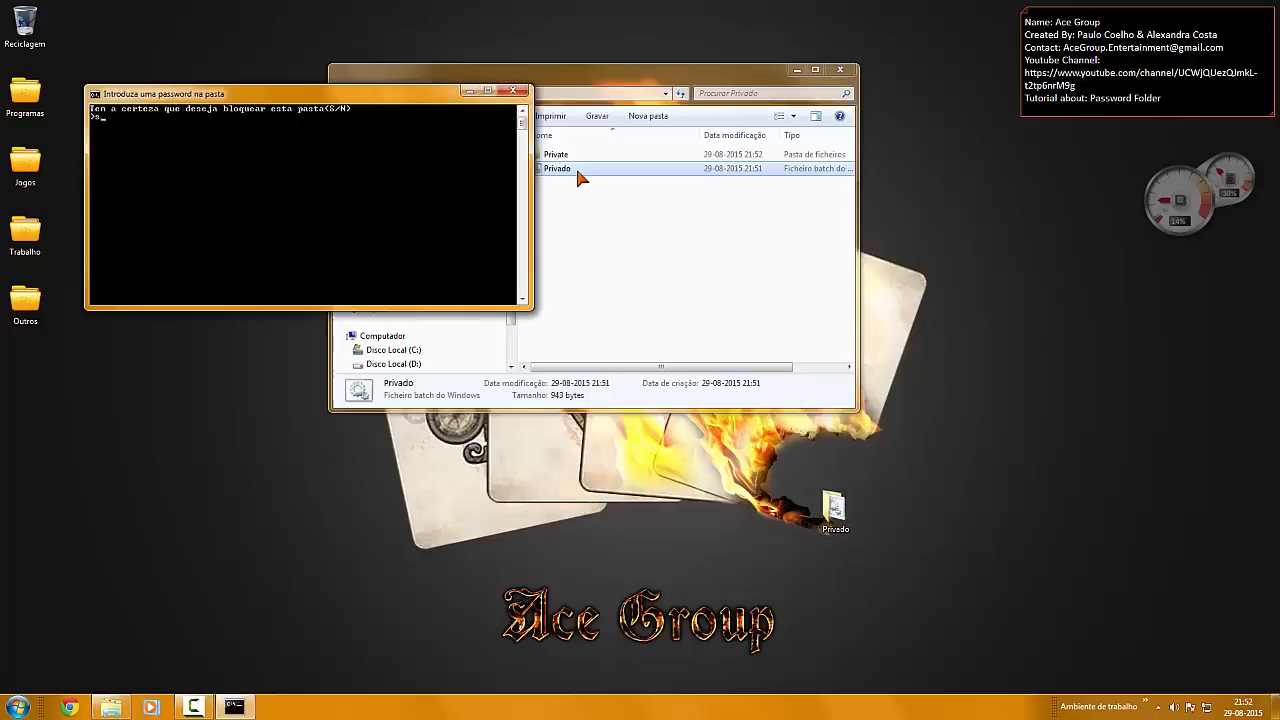 Reciclagem
Programas
Jogos
Trabalho
Outros
Introduza uma password na pasta
Tem a certeza que deseja bloquear esta pasta(S/N)
>s_
Procurar Privado
Imprimir
Gravar
Nova pasta
ome
Data modificação
Tipo
Private
29-08-2015 21:52
Pasta de ficheiros
Privado
29-08-2015 21:51
Ficheiro batch do ...
Computador
Disco Local (C:)
Disco Local (D:)
Privado
Data modificação: 29-08-2015 21:51
Data de criação: 29-08-2015 21:51
Ficheiro batch do Windows
Tamanho: 943 bytes
Name: Ace Group
Created By: Paulo Coelho & Alexandra Costa
Contact: AceGroup.Entertainment@gmail.com
Youtube Channel:
https://www.youtube.com/channel/UCWjQUezQJmkL-
t2tp6nrM9g
Tutorial about: Password Folder
30%
14%
Privado
Ace Group
Ambiente de trabalho
21:52
29-08-2015